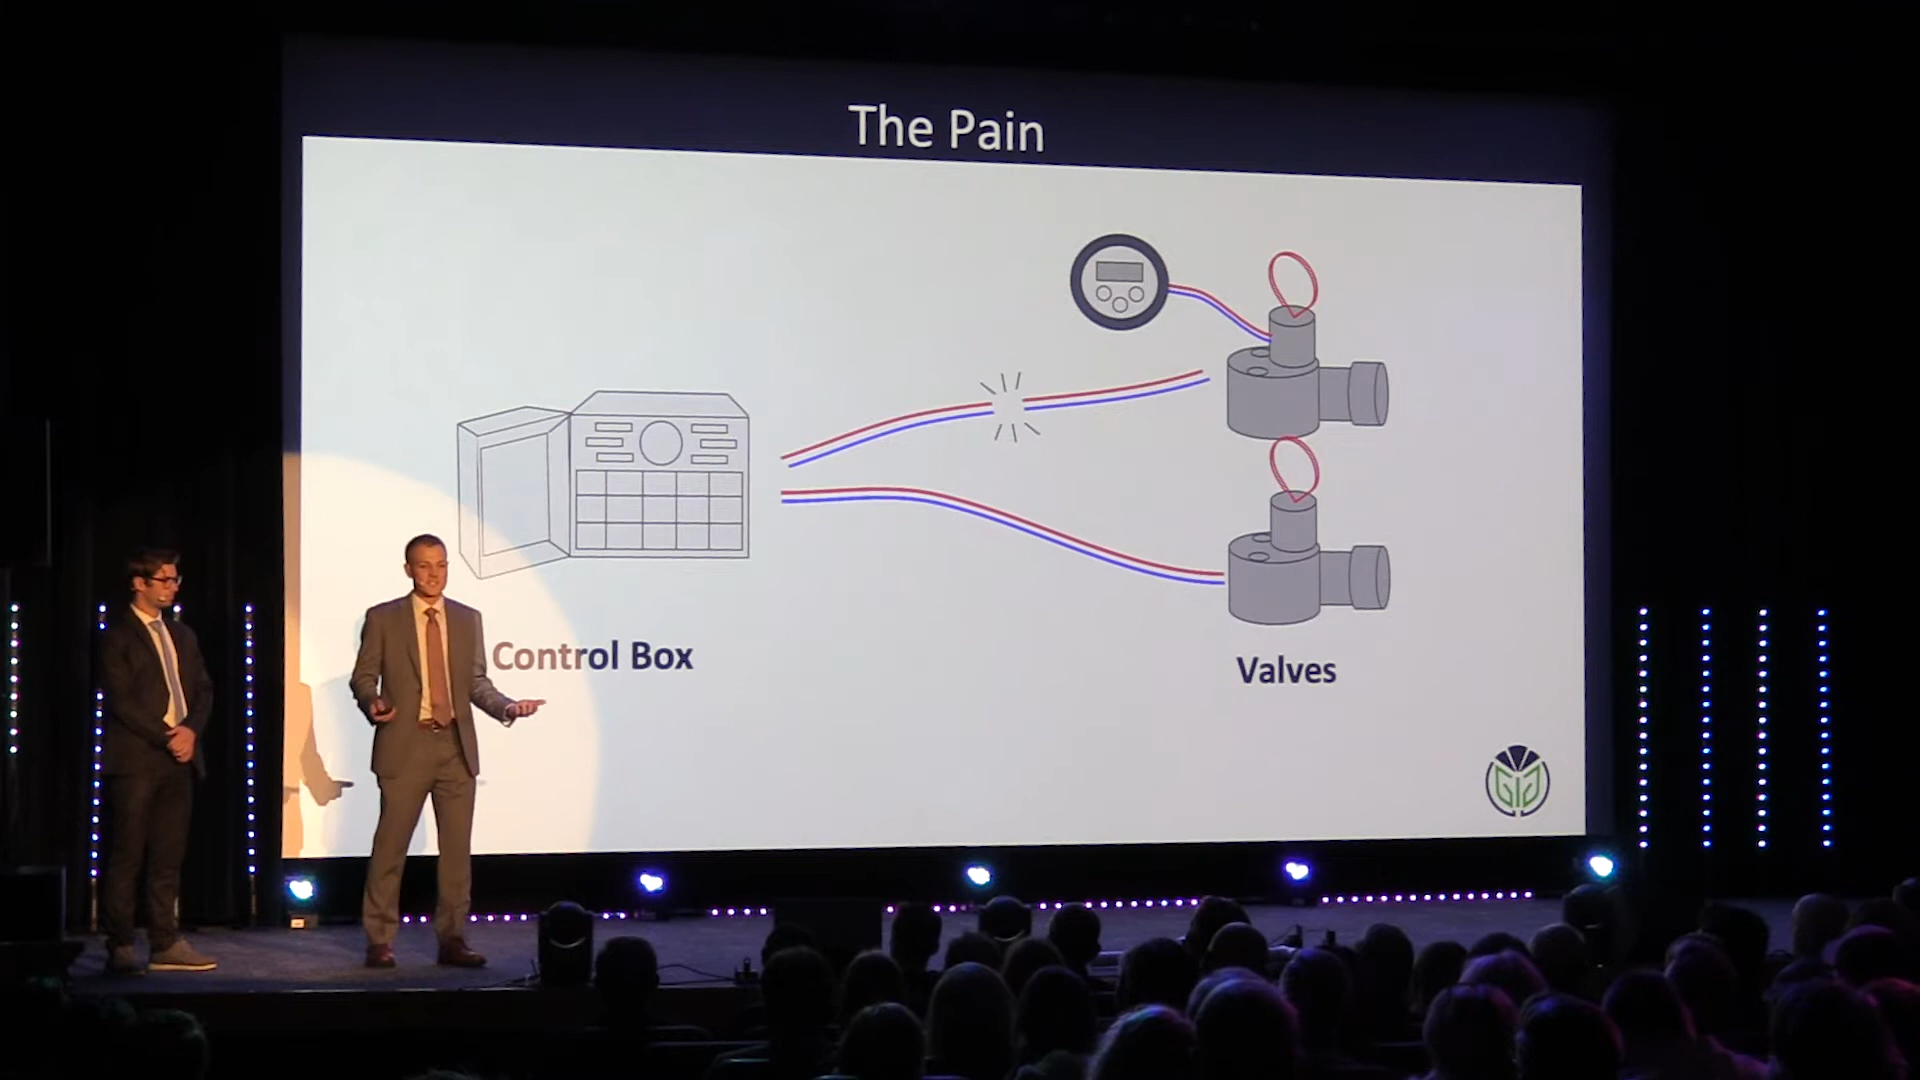 The Pain
Control Box
Valves